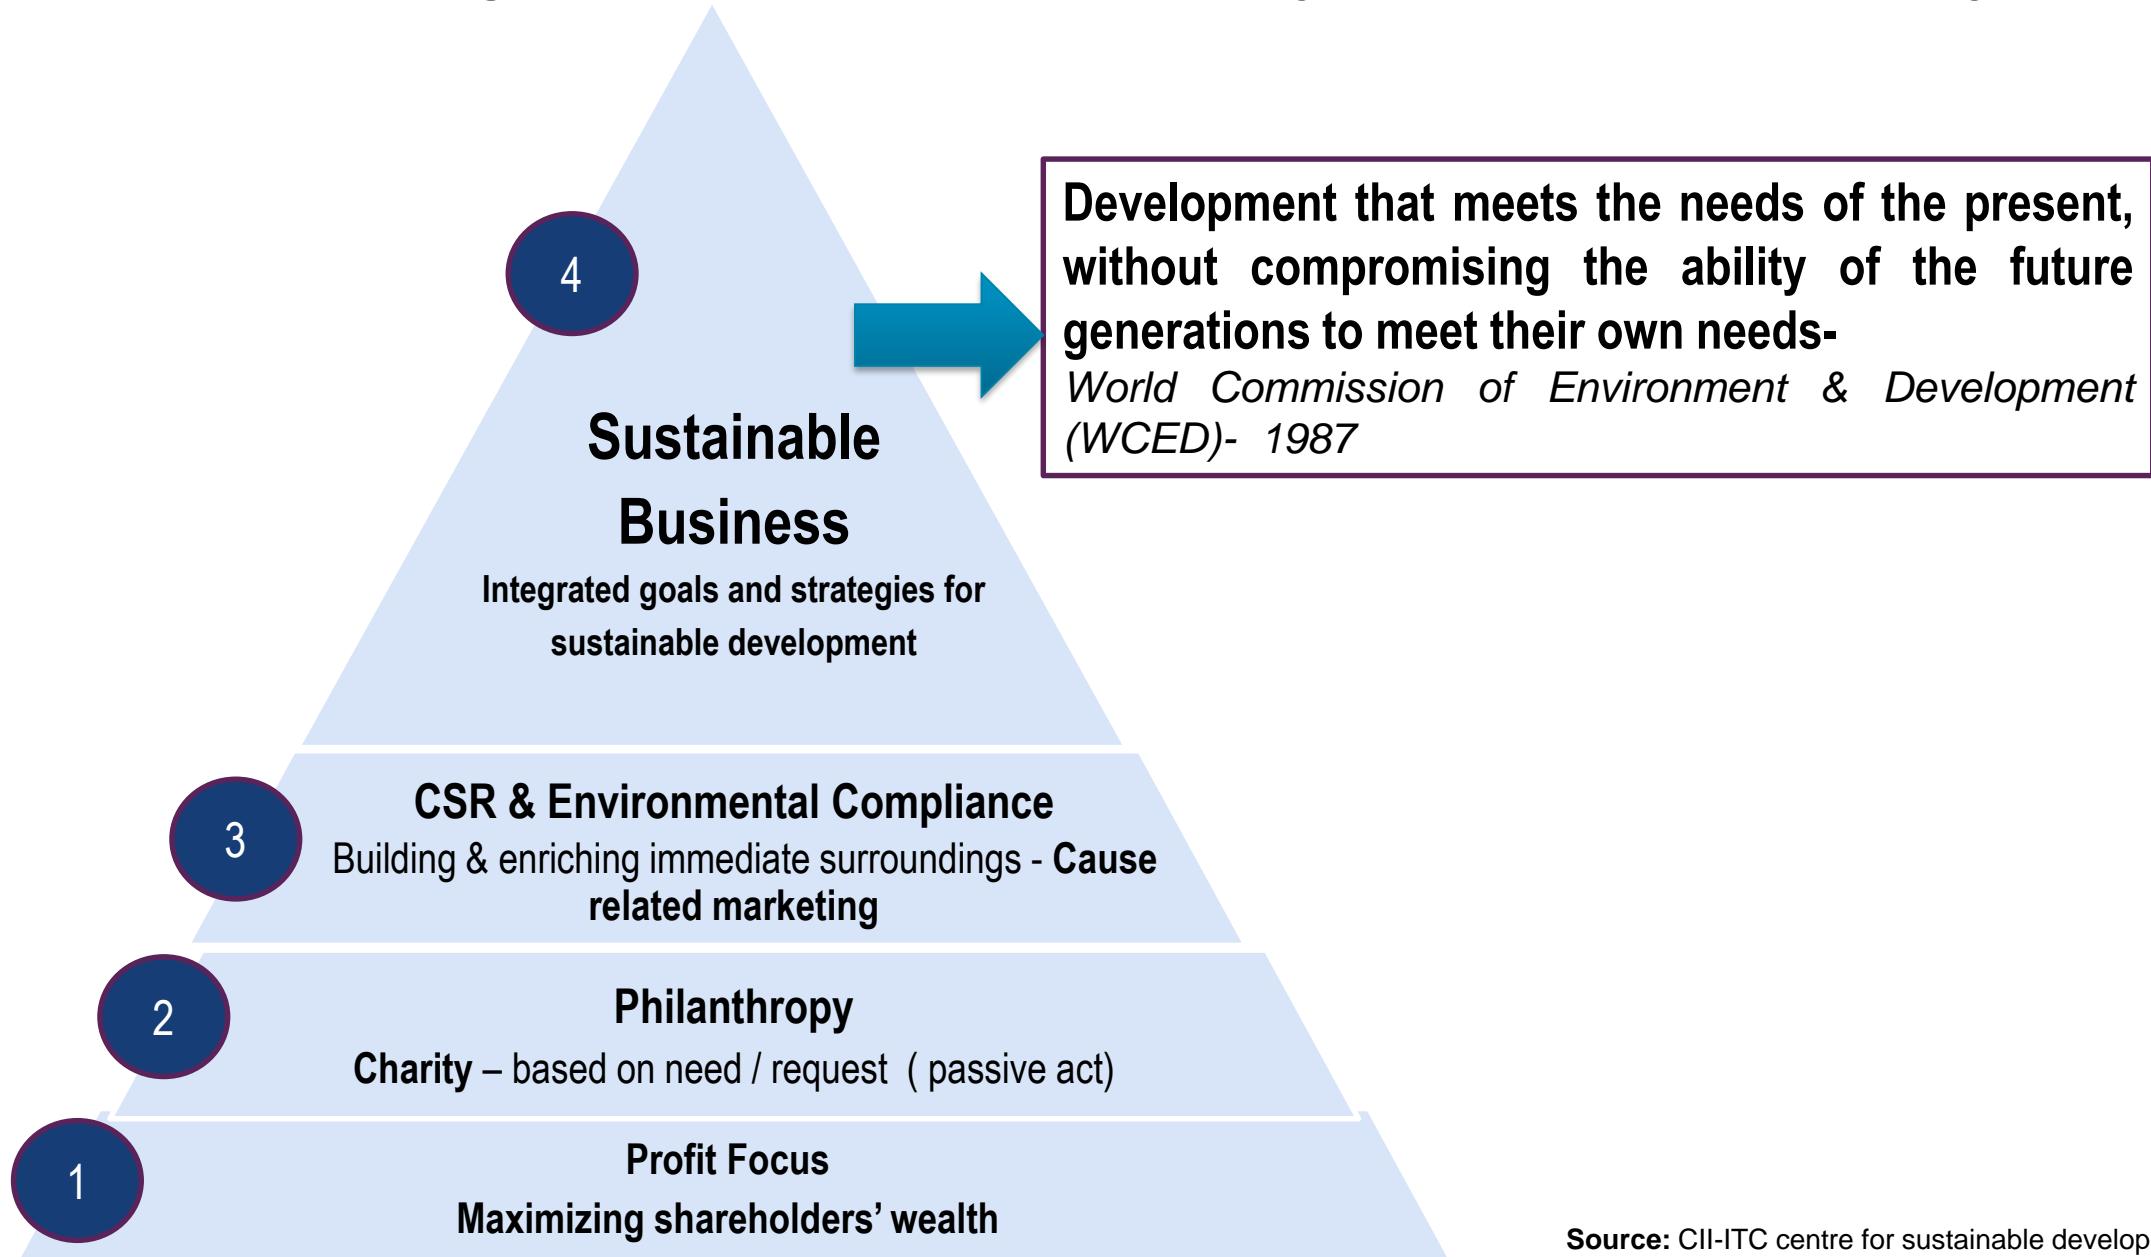 4
Development that meets the needs of the present,
without compromising the ability of the future
generations to meet their own needs-
World Commission of Environment & Development
(WCED)- 1987
Sustainable
Business
Integrated goals and strategies for
sustainable development
3
CSR & Environmental Compliance
Building & enriching immediate surroundings - Cause
related marketing
2
Philanthropy
Charity – based on need / request ( passive act)
1
Profit Focus
Maximizing shareholders' wealth
Source: CII-ITC centre for sustainable develop